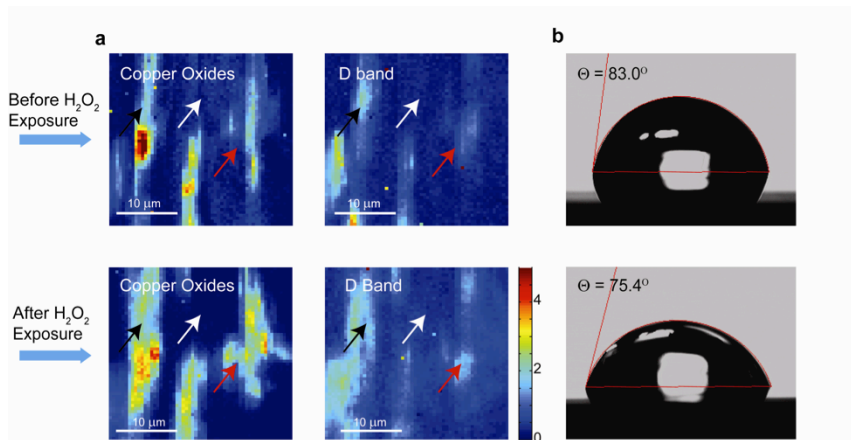 a
b
Before H₂O₂
Exposure
Copper Oxides
10 μm
D band
10 μm
Θ = 83.0°
After H₂O₂
Exposure
Copper Oxides
10 μm
D Band
10 μm
4
2
0
Θ = 75.4°